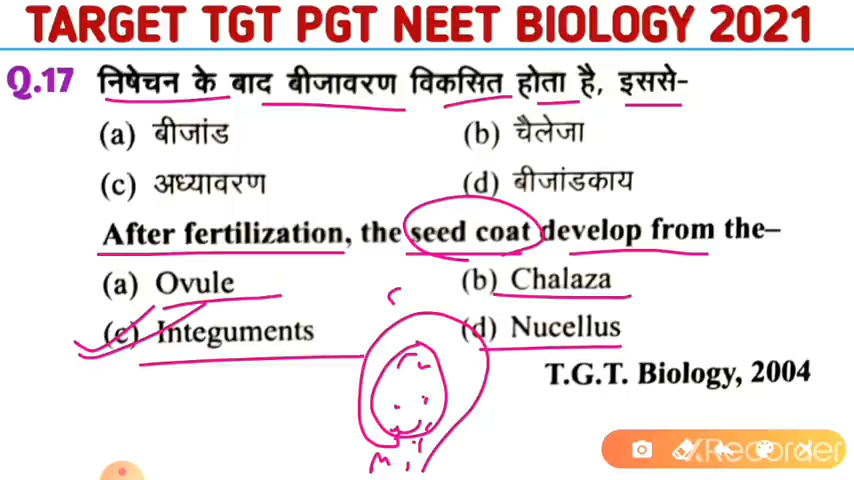 TARGET TGT PGT NEET BIOLOGY 2021
Q.17 निषेचन के बाद बीजावरण विकसित होता है, इससे-
(a) बीजांड (b) चैलेजा
(c) अध्यावरण (d) बीजांडकाय
After fertilization, the seed coat develop from the–
(a) Ovule (b) Chalaza
(c) Integuments (d) Nucellus
T.G.T. Biology, 2004
XRecorder